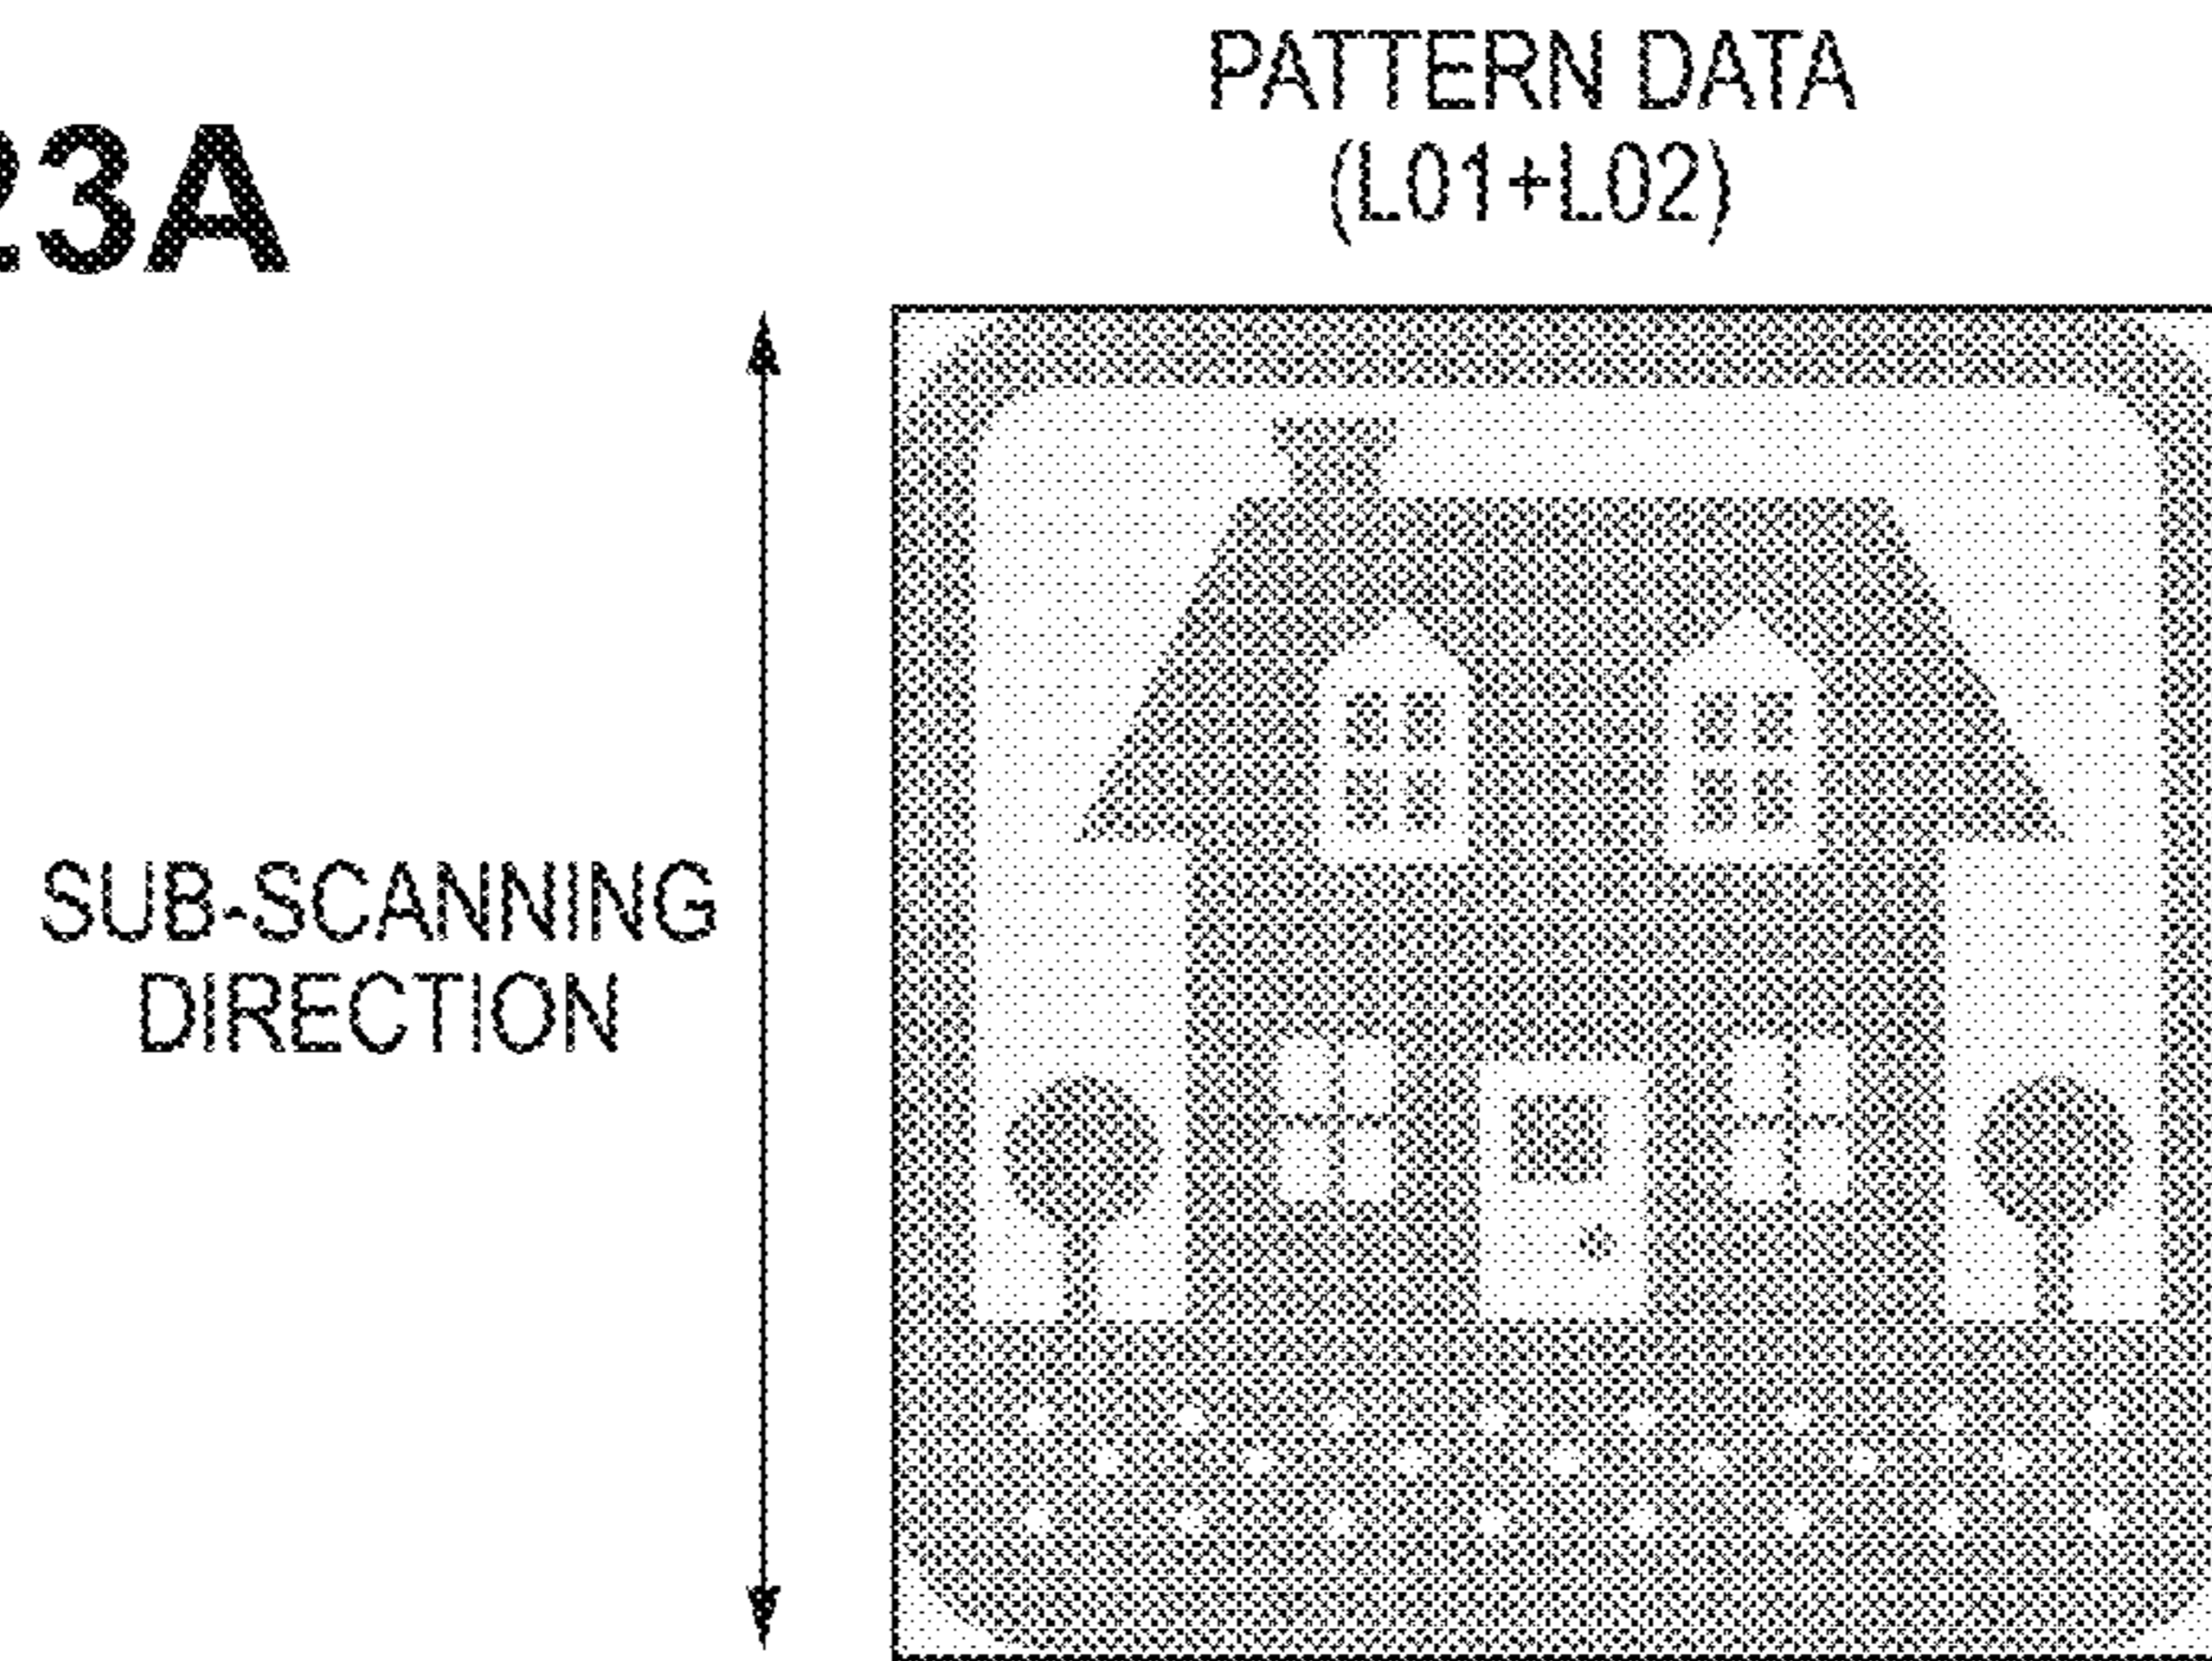 23A
PATTERN DATA
(L01+L02)
SUB-SCANNING
DIRECTION